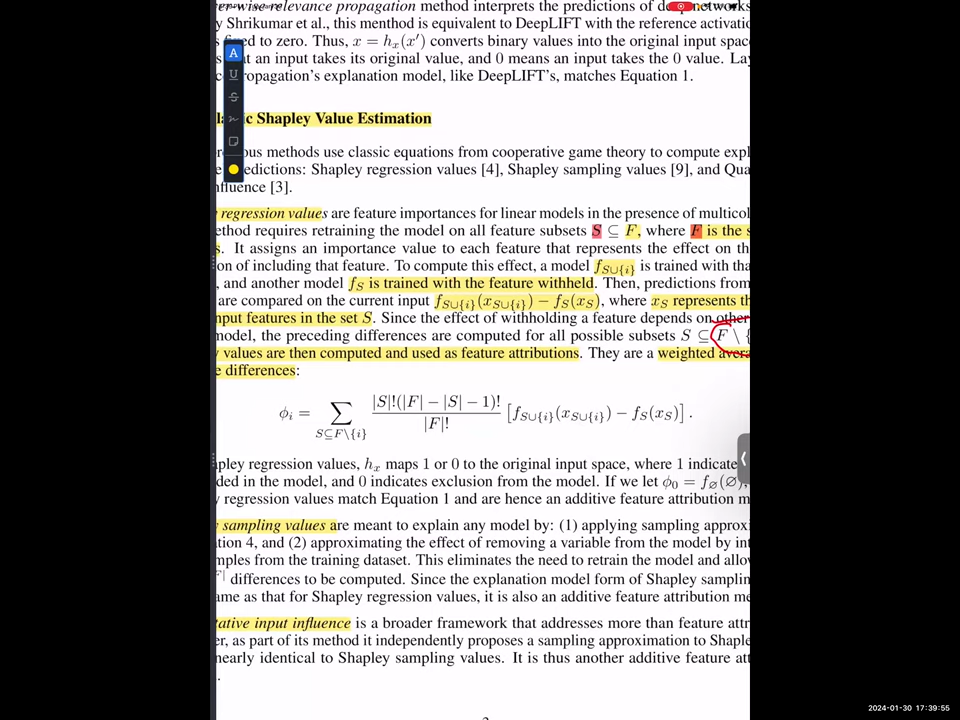 er-wise relevance propagation method interprets the predictions of deep networks
y Shrikumar et al., this menthod is equivalent to DeepLIFT with the reference activatio
s fixed to zero. Thus, x = hₓ(x′) converts binary values into the original input spac
at an input takes its original value, and 0 means an input takes the 0 value. La
ropagation's explanation model, like DeepLIFT's, matches Equation 1.
c Shapley Value Estimation
ous methods use classic equations from cooperative game theory to compute expl
edictions: Shapley regression values [4], Shapley sampling values [9], and Qua
nfluence [3].
y regression values are feature importances for linear models in the presence of multicol
ethod requires retraining the model on all feature subsets S ⊆ F, where F is the s
s. It assigns an importance value to each feature that represents the effect on th
on of including that feature. To compute this effect, a model f_{S∪{i}} is trained with tha
, and another model f_S is trained with the feature withheld. Then, predictions from
are compared on the current input f_{S∪{i}}(x_{S∪{i}}) − f_S(x_S), where x_S represents th
nput features in the set S. Since the effect of withholding a feature depends on other
model, the preceding differences are computed for all possible subsets S ⊆ F \ {
y values are then computed and used as feature attributions. They are a weighted avera
e differences:
ϕ_i = ∑_{S⊆F\{i}} |S|!(|F| − |S| − 1)! / |F|! [f_{S∪{i}}(x_{S∪{i}}) − f_S(x_S)] .
pley regression values, hₓ maps 1 or 0 to the original input space, where 1 indicate
ded in the model, and 0 indicates exclusion from the model. If we let ϕ₀ = f_∅(∅),
y regression values match Equation 1 and are hence an additive feature attribution m
y sampling values are meant to explain any model by: (1) applying sampling approxi
tion 4, and (2) approximating the effect of removing a variable from the model by int
mples from the training dataset. This eliminates the need to retrain the model and allo
F| differences to be computed. Since the explanation model form of Shapley samplin
ame as that for Shapley regression values, it is also an additive feature attribution me
tative input influence is a broader framework that addresses more than feature attr
er, as part of its method it independently proposes a sampling approximation to Shaple
nearly identical to Shapley sampling values. It is thus another additive feature att
.
2024-01-30 17:39:55